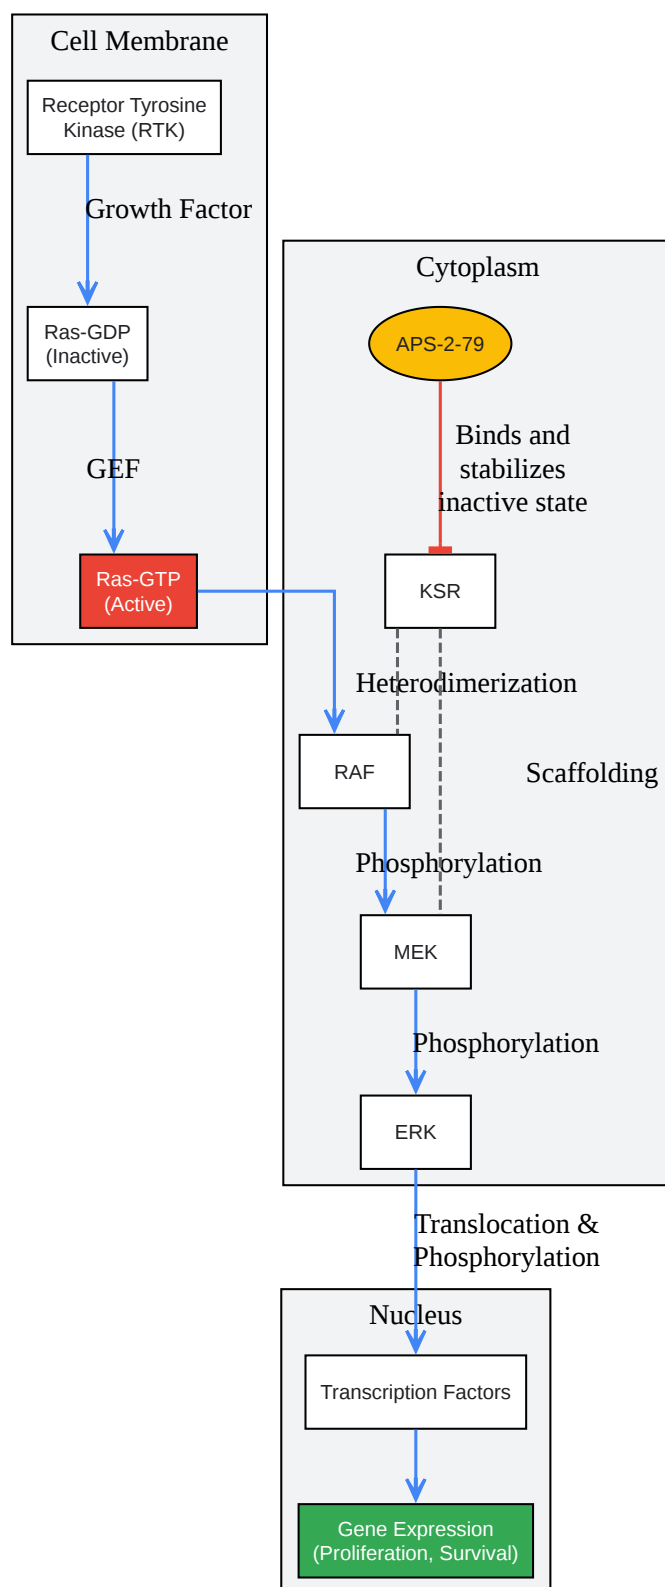 Cell Membrane
Receptor Tyrosine
Kinase (RTK)
Growth Factor
Ras-GDP
(Inactive)
GEF
Ras-GTP
(Active)
Cytoplasm
APS-2-79
Binds and
stabilizes
inactive state
KSR
Heterodimerization
RAF
Scaffolding
Phosphorylation
MEK
Phosphorylation
ERK
Translocation &
Phosphorylation
Nucleus
Transcription Factors
Gene Expression
(Proliferation, Survival)